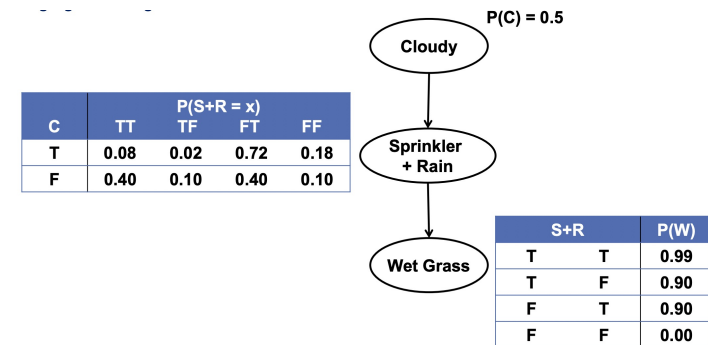 P(C) = 0.5
Cloudy
P(S+R = x)
C TT TF FT FF
T 0.08 0.02 0.72 0.18
F 0.40 0.10 0.40 0.10
Sprinkler
+ Rain
Wet Grass
S+R P(W)
T T 0.99
T F 0.90
F T 0.90
F F 0.00